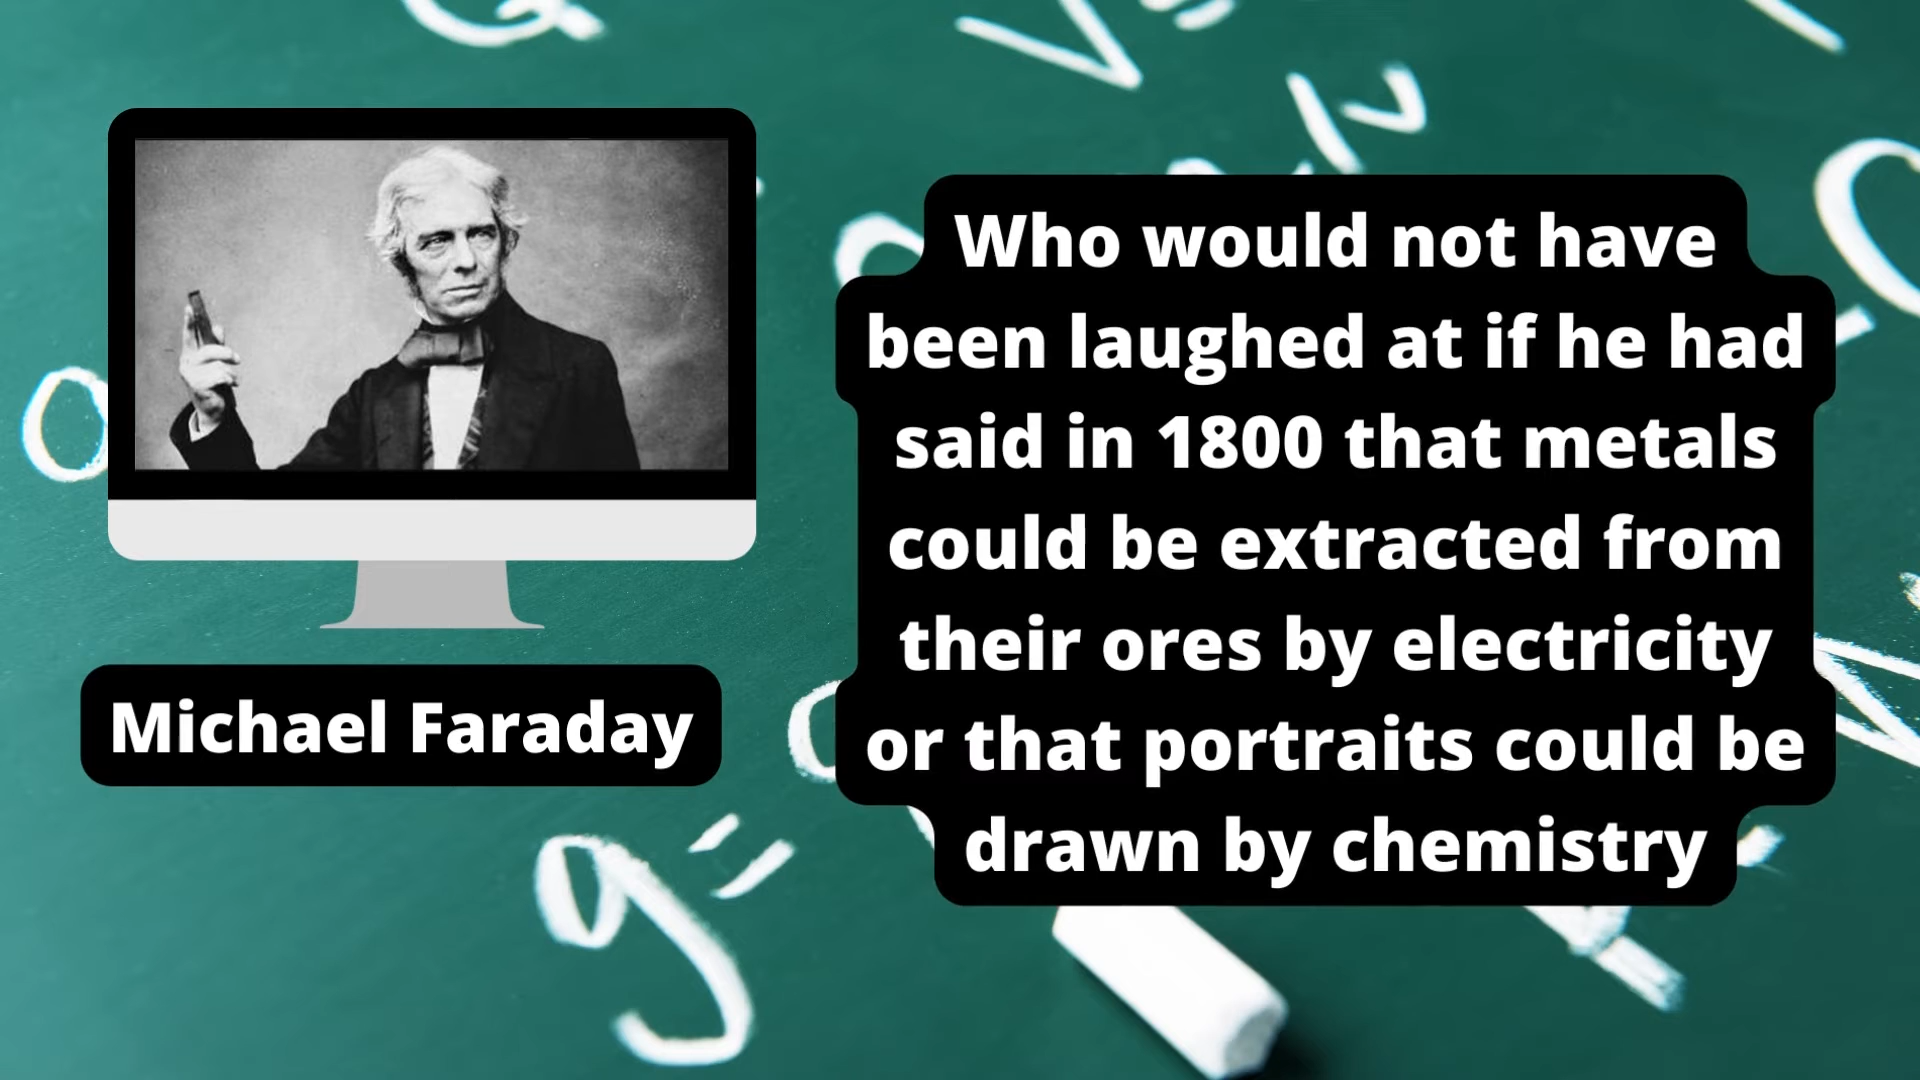 Michael Faraday
Who would not have
been laughed at if he had
said in 1800 that metals
could be extracted from
their ores by electricity
or that portraits could be
drawn by chemistry
g=